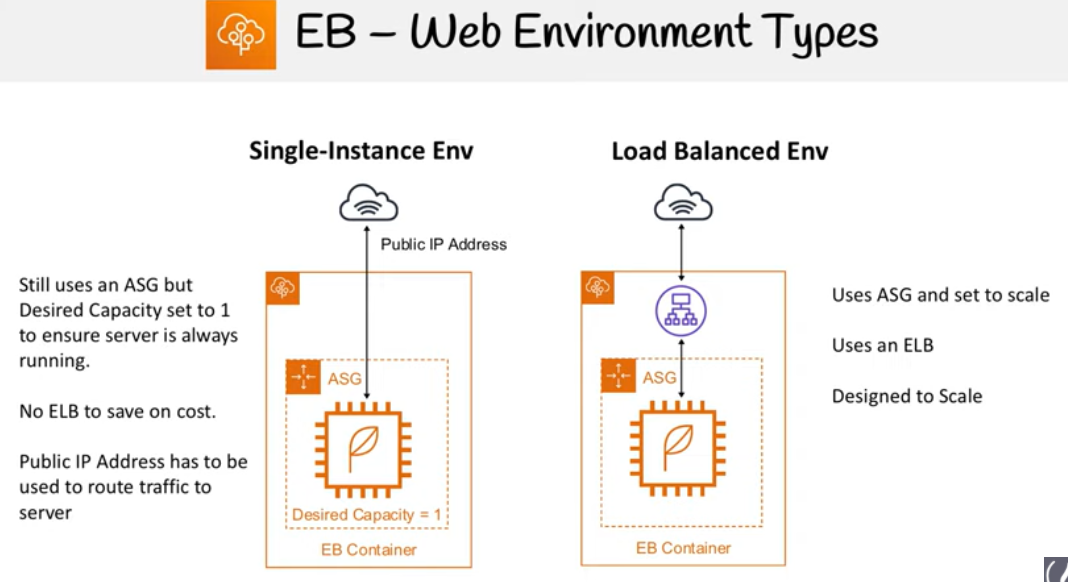 EB – Web Environment Types
Single-Instance Env
Public IP Address
Still uses an ASG but
Desired Capacity set to 1
to ensure server is always
running.
No ELB to save on cost.
Public IP Address has to be
used to route traffic to
server
ASG
Desired Capacity = 1
EB Container
Load Balanced Env
ASG
EB Container
Uses ASG and set to scale
Uses an ELB
Designed to Scale